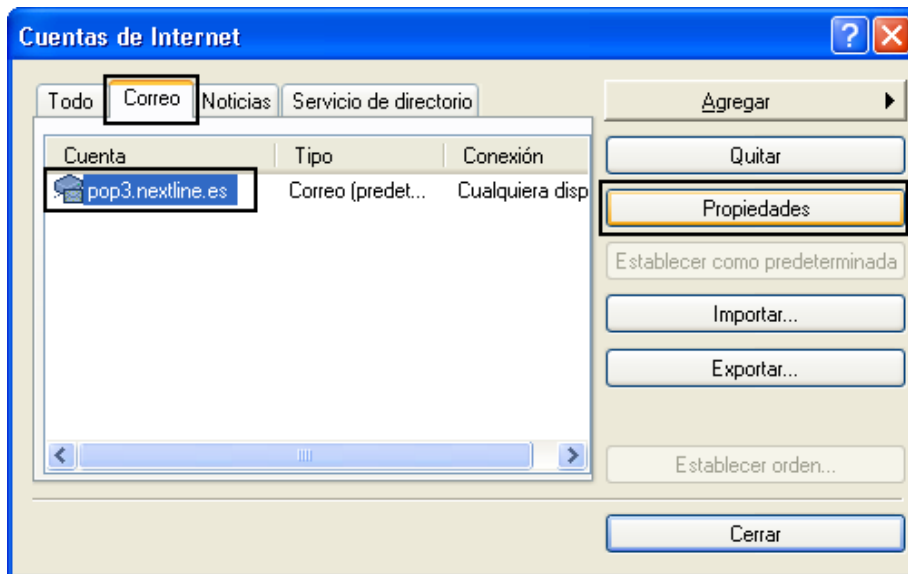 Cuentas de Internet
Todo Correo Noticias Servicio de directorio
Cuenta Tipo Conexión
pop3.nextline.es Correo (predet... Cualquiera disp
Agregar
Quitar
Propiedades
Establecer como predeterminada
Importar...
Exportar...
Establecer orden...
Cerrar